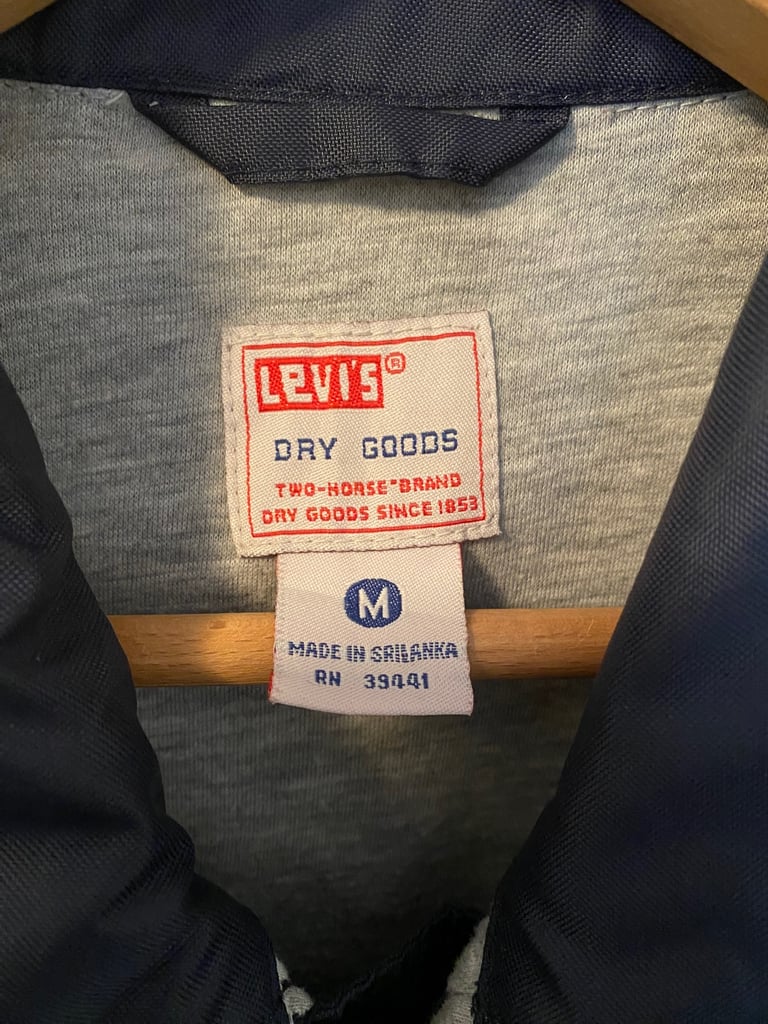 LEVI'S®
DRY GOODS
TWO-HORSE"BRAND
DRY GOODS SINCE 1853
M
MADE IN SRILANKA
RN 39441